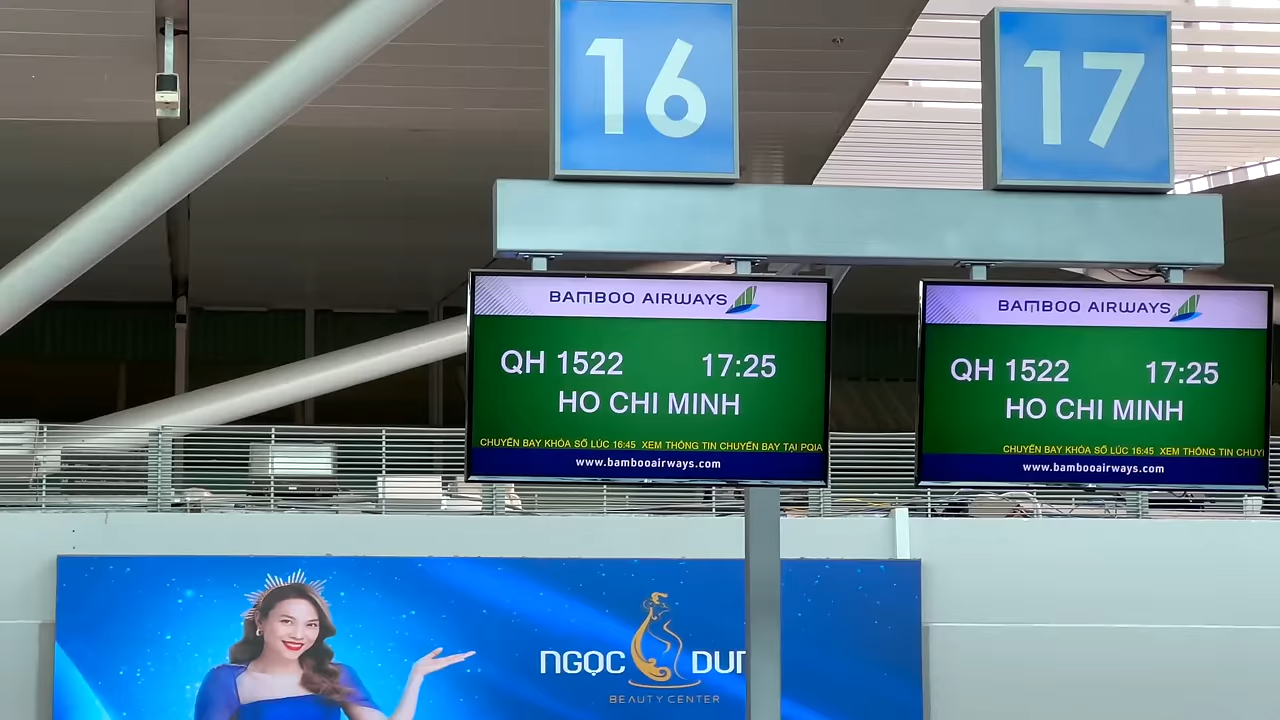 16
17
BAMBOO AIRWAYS
QH 1522 17:25
HO CHI MINH
CHUYẾN BAY KHÓA SỔ LÚC 16:45 XEM THÔNG TIN CHUYẾN BAY TẠI PQIA
www.bambooairways.com
BAMBOO AIRWAYS
QH 1522 17:25
HO CHI MINH
CHUYẾN BAY KHÓA SỔ LÚC 16:45 XEM THÔNG TIN CHUY
www.bambooairways.com
NGỌC DUN
BEAUTY CENTER